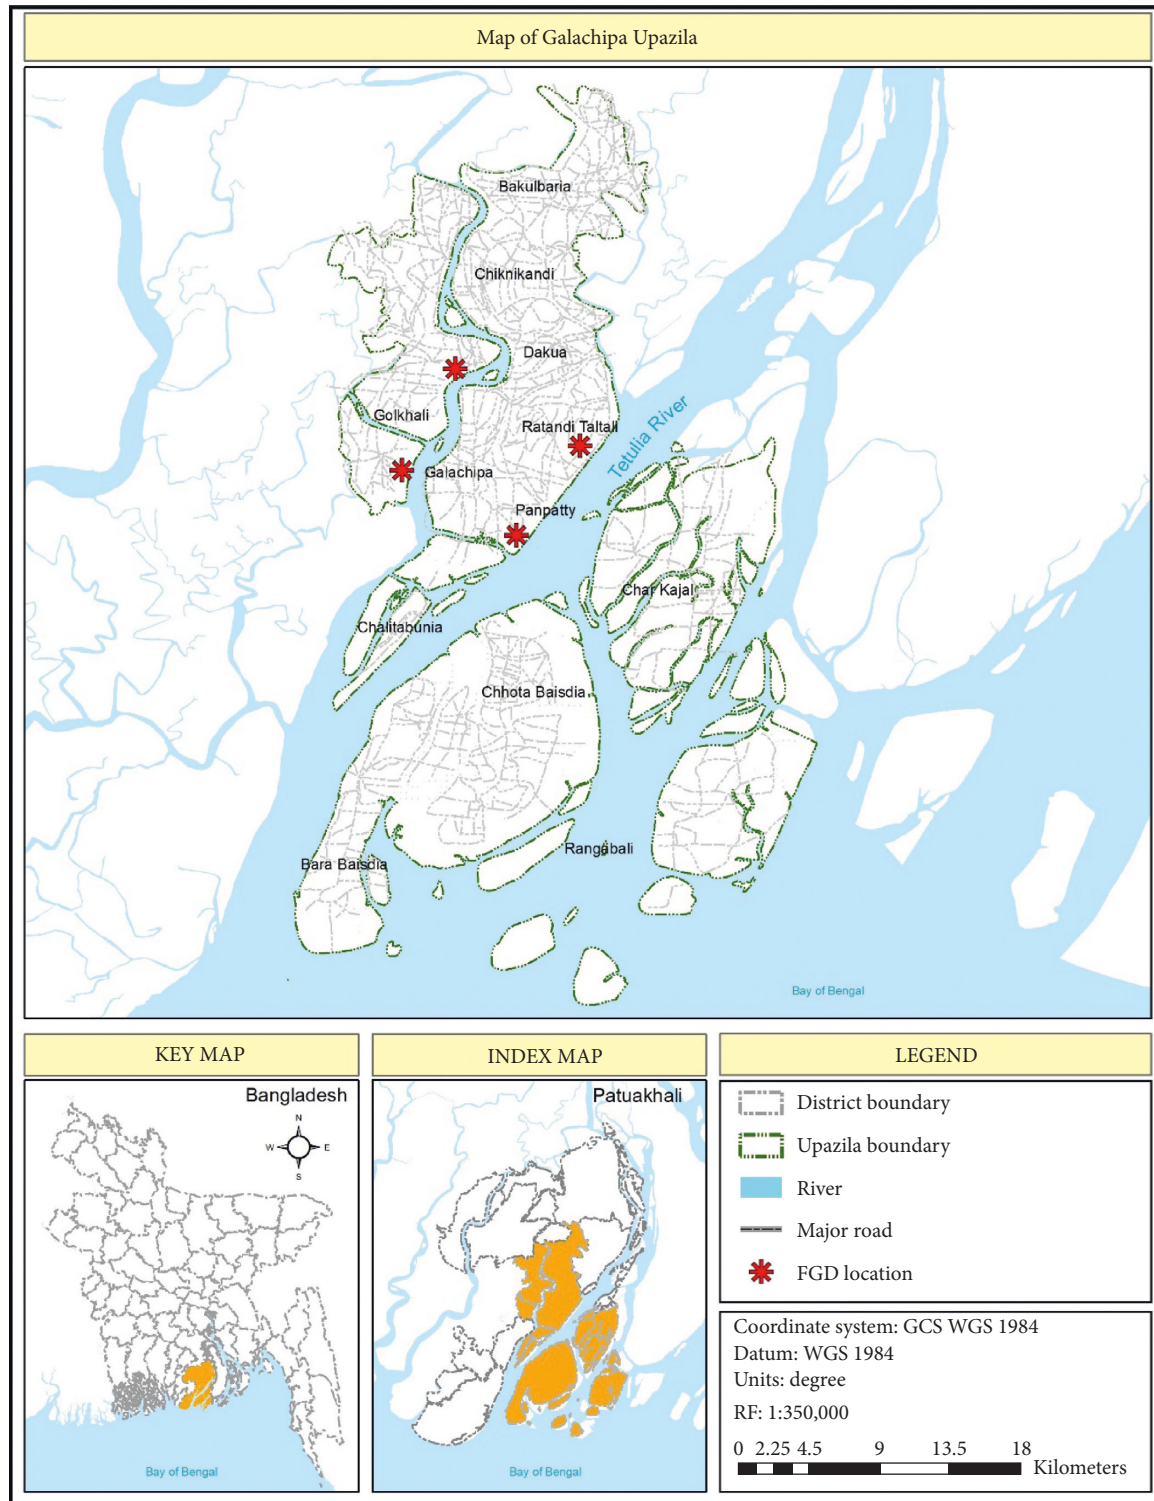 Map of Galachipa Upazila
Bakulbaria
Chiknikandi
Dakua
Golkhali
Ratandi Taltali
Tetulia River
Galachipa
Panpatty
Char Kajal
Chalitabunia
Chhota Baisdia
Rangabali
Bara Baisdia
Bay of Bengal
KEY MAP
Bangladesh
N
W E
S
Bay of Bengal
INDEX MAP
Patuakhali
Bay of Bengal
LEGEND
District boundary
Upazila boundary
River
Major road
FGD location
Coordinate system: GCS WGS 1984
Datum: WGS 1984
Units: degree
RF: 1:350,000
0 2.25 4.5 9 13.5 18
Kilometers